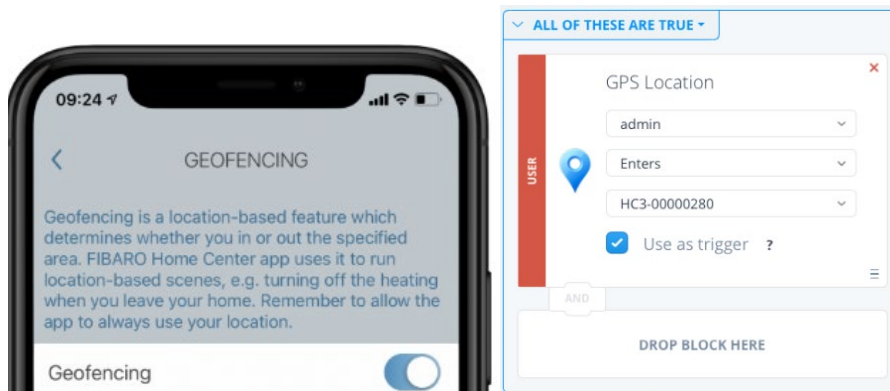 09:24
GEOFENCING
Geofencing is a location-based feature which
determines whether you in or out the specified
area. FIBARO Home Center app uses it to run
location-based scenes, e.g. turning off the heating
when you leave your home. Remember to allow the
app to always use your location.
Geofencing
ALL OF THESE ARE TRUE
USER
GPS Location
admin
Enters
HC3-00000280
Use as trigger ?
AND
DROP BLOCK HERE